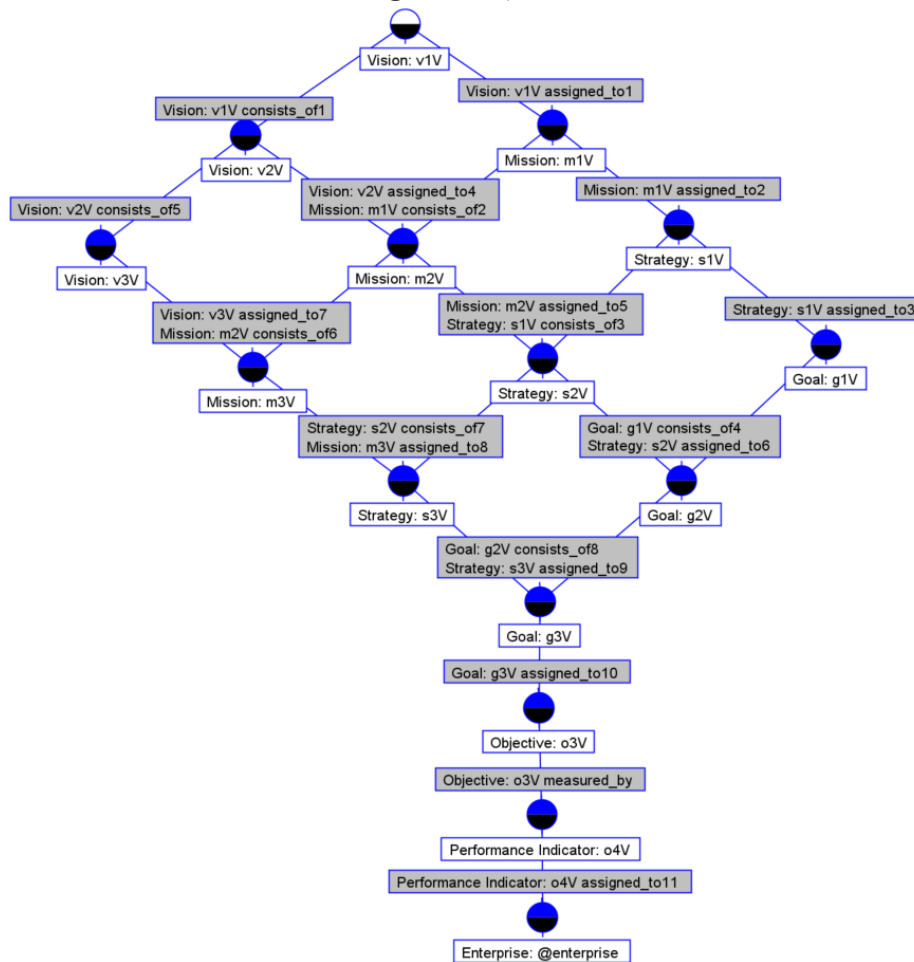 Vision: v1V
Vision: v1V assigned_to1
Vision: v1V consists_of1
Mission: m1V
Vision: v2V
Vision: v2V assigned_to4
Mission: m1V consists_of2
Mission: m1V assigned_to2
Vision: v2V consists_of5
Strategy: s1V
Vision: v3V
Mission: m2V
Vision: v3V assigned_to7
Mission: m2V consists_of6
Mission: m2V assigned_to5
Strategy: s1V consists_of3
Strategy: s1V assigned_to3
Goal: g1V
Mission: m3V
Strategy: s2V
Strategy: s2V consists_of7
Mission: m3V assigned_to8
Goal: g1V consists_of4
Strategy: s2V assigned_to6
Strategy: s3V
Goal: g2V
Goal: g2V consists_of8
Strategy: s3V assigned_to9
Goal: g3V
Goal: g3V assigned_to10
Objective: o3V
Objective: o3V measured_by
Performance Indicator: o4V
Performance Indicator: o4V assigned_to11
Enterprise: @enterprise